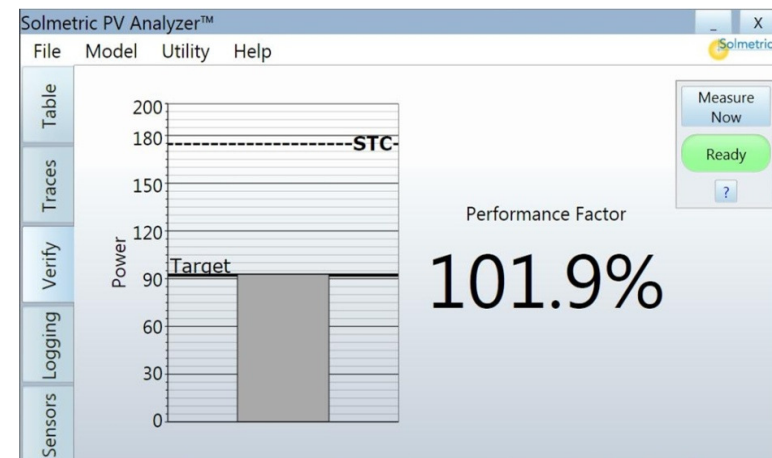 Solmetric PV Analyzer™
_ X
File Model Utility Help
Solmetric
Table
Traces
Verify
Logging
Sensors
Power
200
180
150
120
90
60
30
0
STC
Target
Performance Factor
101.9%
Measure
Now
Ready
?